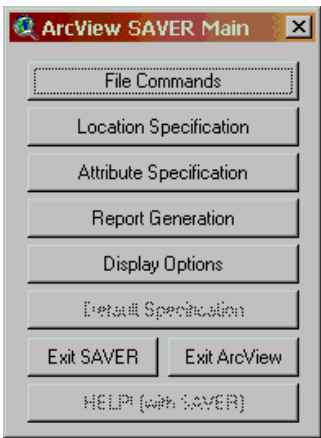 ArcView SAVER Main
File Commands
Location Specification
Attribute Specification
Report Generation
Display Options
Default Specification
Exit SAVER Exit ArcView
HELP! (with SAVER)